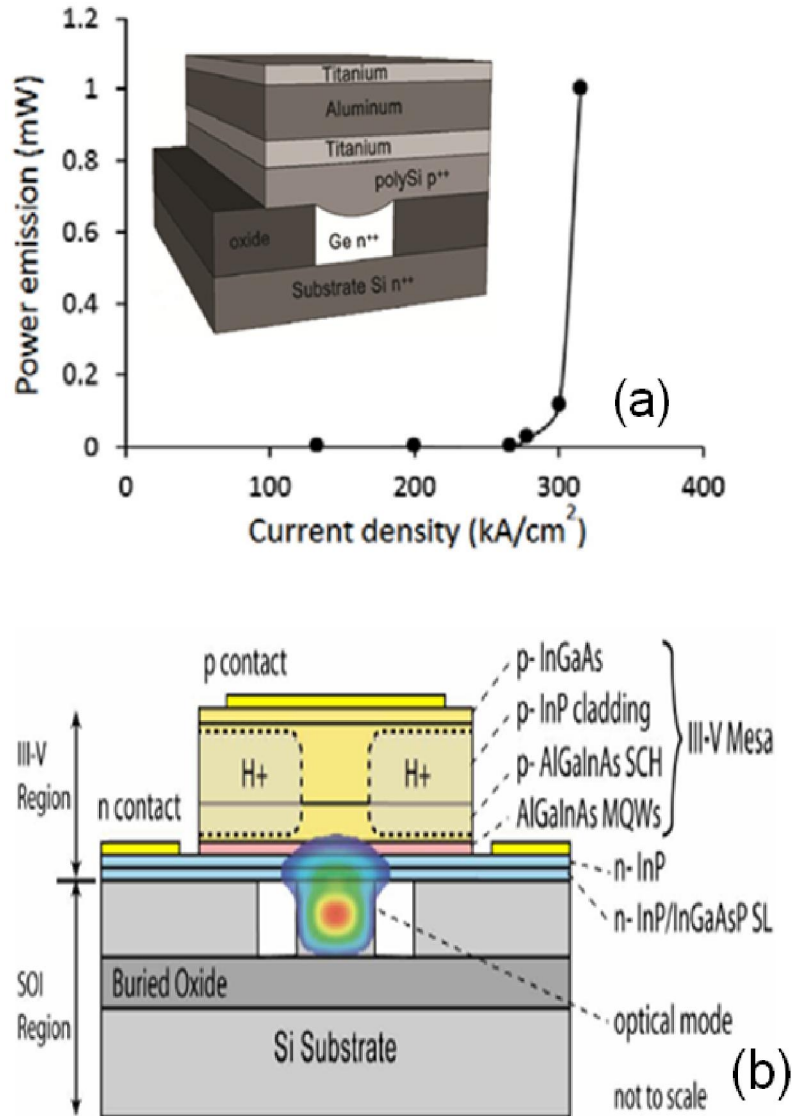 1.2
1
0.8
0.6
0.4
0.2
0
Power emission (mW)
Titanium
Aluminum
Titanium
polySi p++
oxide
Ge n++
Substrate Si n++
(a)
0 100 200 300 400
Current density (kA/cm²)
p contact
p- InGaAs
p- InP cladding
III-V Mesa
III-V
Region
H+ H+
p- AlGaInAs SCH
n contact
AlGaInAs MQWs
n- InP
n- InP/InGaAsP SL
SOI
Region
Buried Oxide
optical mode
Si Substrate
(b)
not to scale